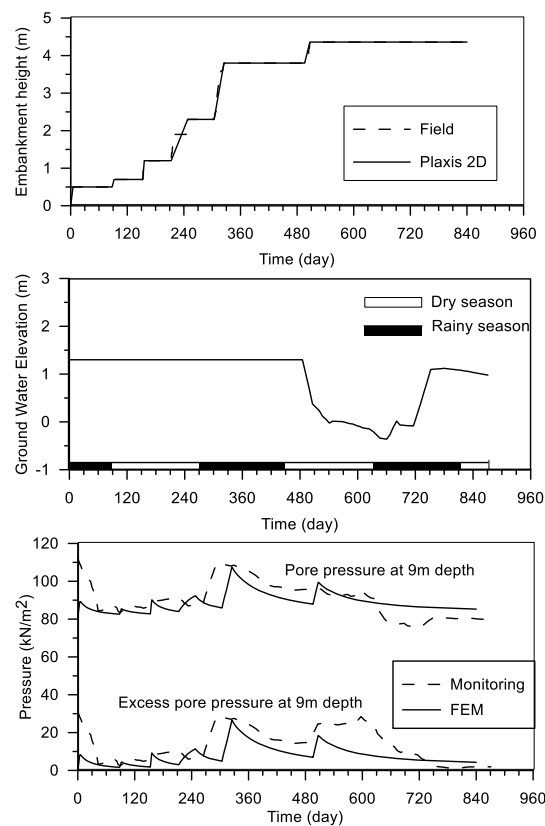 Embankment height (m)
5
4
3
2
1
0
Field
Plaxis 2D
0 120 240 360 480 600 720 840 960
Time (day)
Ground Water Elevation (m)
3
2
1
0
-1
Dry season
Rainy season
0 120 240 360 480 600 720 840 960
Time (day)
Pressure (kN/m2)
120
100
80
60
40
20
0
Pore pressure at 9m depth
Monitoring
FEM
Excess pore pressure at 9m depth
0 120 240 360 480 600 720 840 960
Time (day)